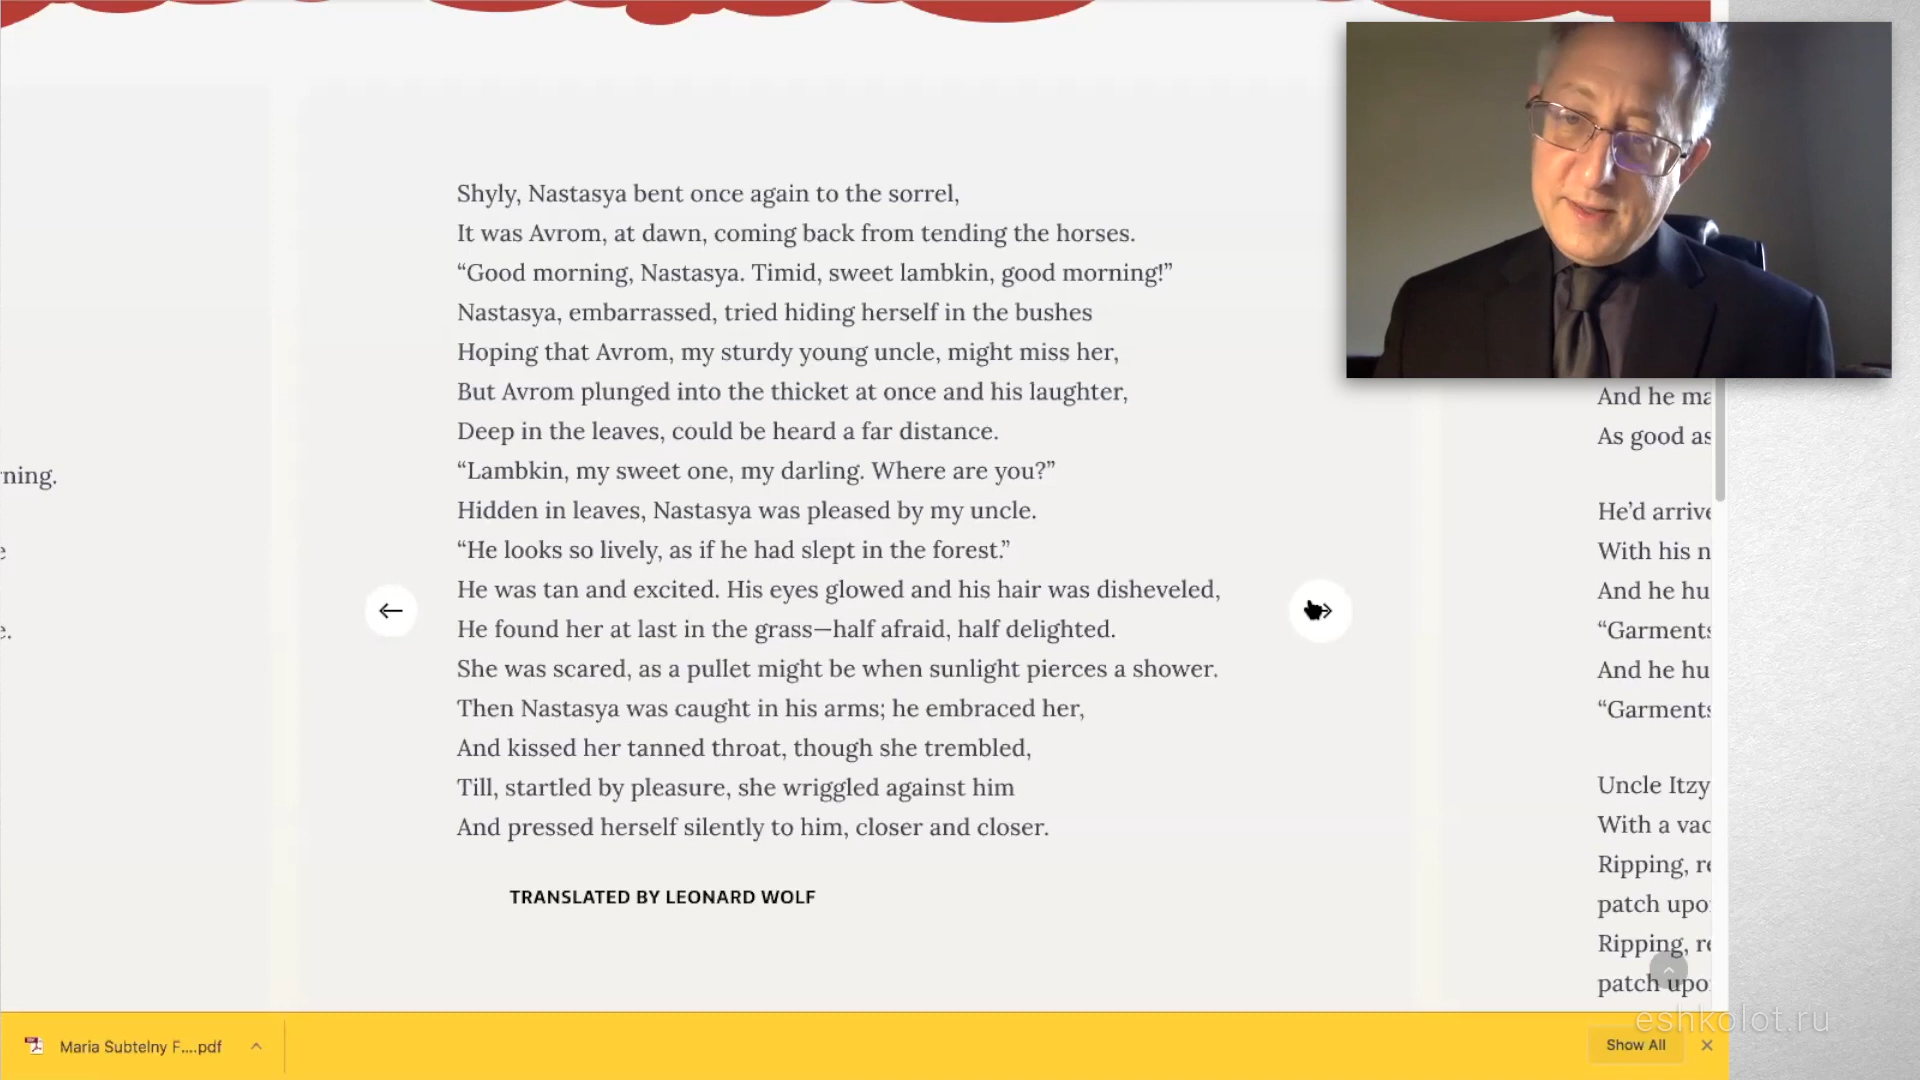 Shyly, Nastasya bent once again to the sorrel,
It was Avrom, at dawn, coming back from tending the horses.
“Good morning, Nastasya. Timid, sweet lambkin, good morning!”
Nastasya, embarrassed, tried hiding herself in the bushes
Hoping that Avrom, my sturdy young uncle, might miss her,
But Avrom plunged into the thicket at once and his laughter,
Deep in the leaves, could be heard a far distance.
“Lambkin, my sweet one, my darling. Where are you?”
Hidden in leaves, Nastasya was pleased by my uncle.
“He looks so lively, as if he had slept in the forest.”
He was tan and excited. His eyes glowed and his hair was disheveled,
He found her at last in the grass—half afraid, half delighted.
She was scared, as a pullet might be when sunlight pierces a shower.
Then Nastasya was caught in his arms; he embraced her,
And kissed her tanned throat, though she trembled,
Till, startled by pleasure, she wriggled against him
And pressed herself silently to him, closer and closer.
TRANSLATED BY LEONARD WOLF
rning.
e
e.
And he ma
As good as
He’d arrive
With his n
And he hu
“Garments
And he hu
“Garments
Uncle Itzy
With a vac
Ripping, re
patch upo
Ripping, re
patch upo
eshkolot.ru
Maria Subtelny F....pdf
Show All